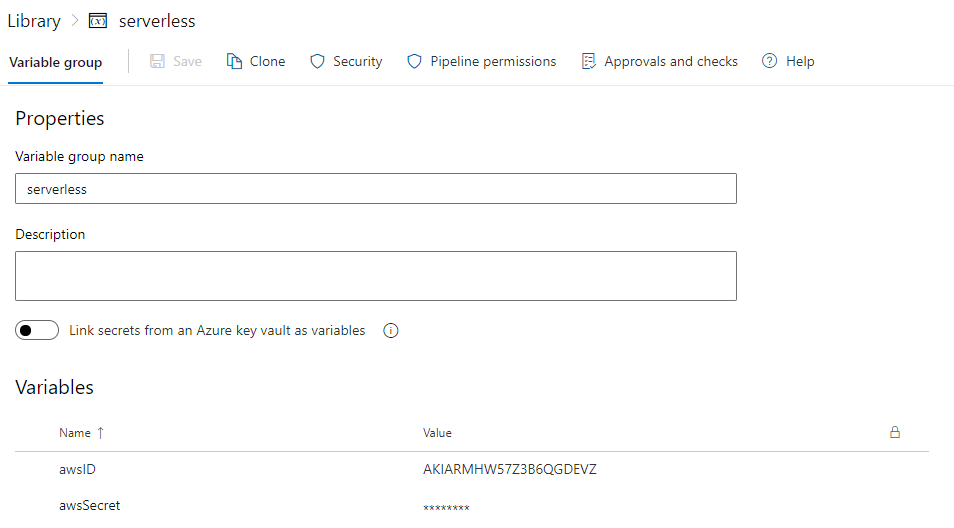 Library > serverless
Variable group Save Clone Security Pipeline permissions Approvals and checks Help
Properties
Variable group name
serverless
Description
Link secrets from an Azure key vault as variables
Variables
Name ↑ Value
awsID AKIARMHW57Z3B6QGDEVZ
awsSecret ********